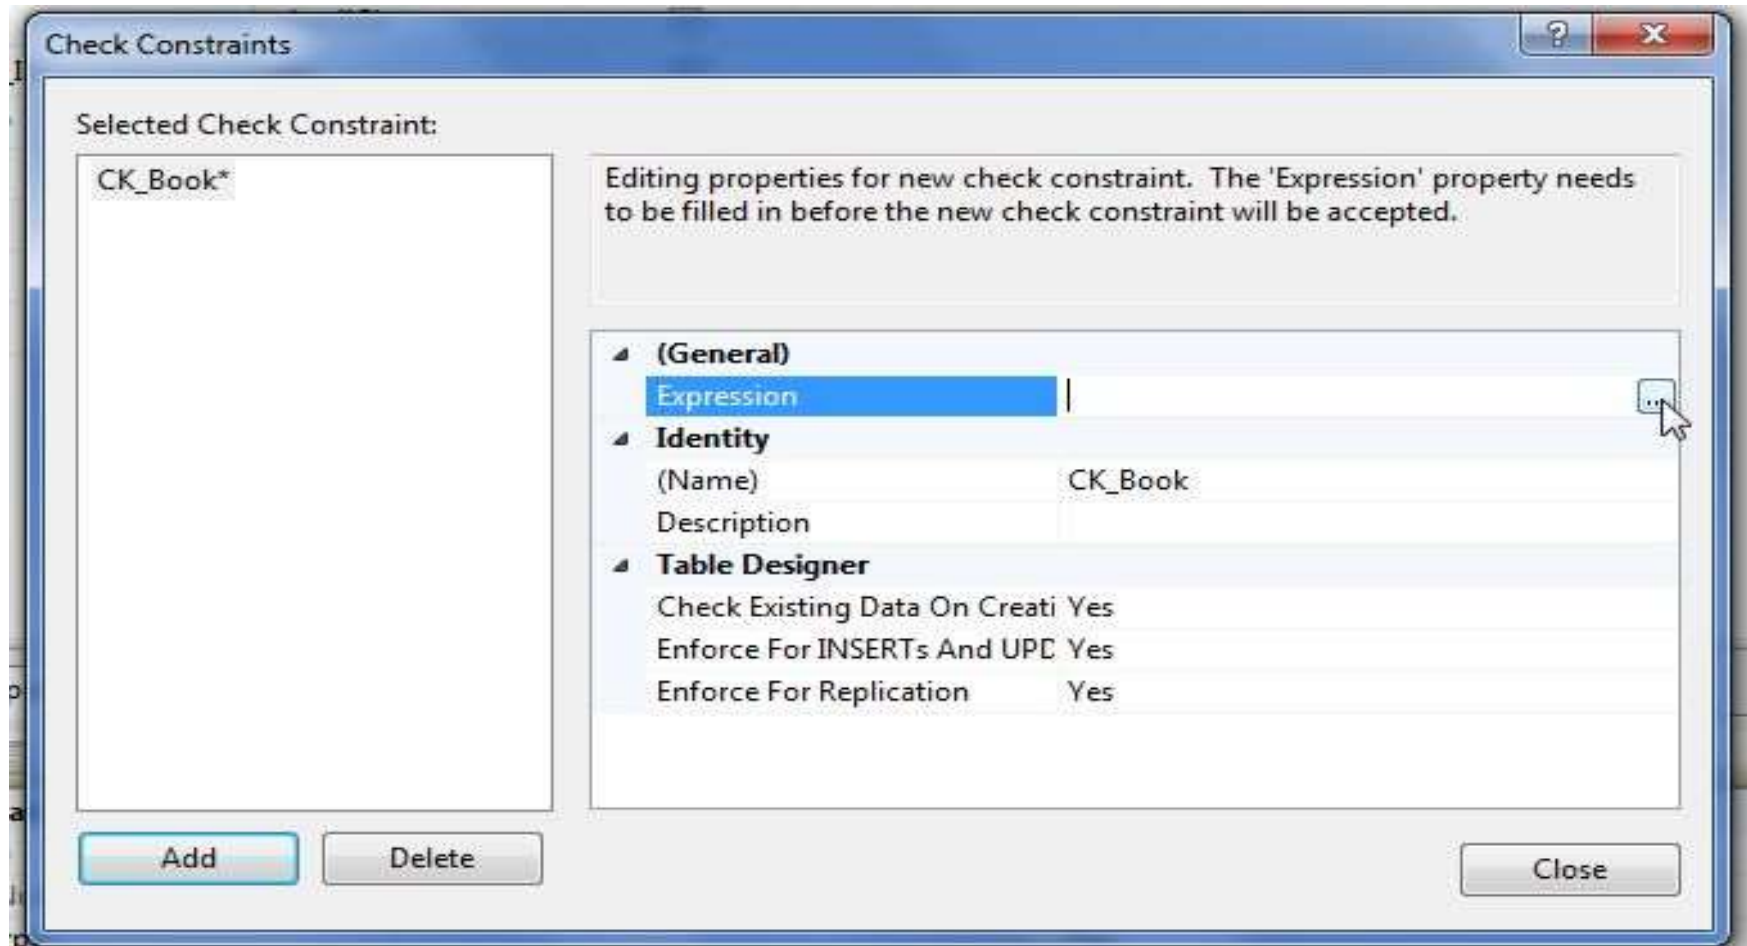 Check Constraints
Selected Check Constraint:
CK_Book*
Editing properties for new check constraint. The 'Expression' property needs
to be filled in before the new check constraint will be accepted.
(General)
Expression
...
Identity
(Name) CK_Book
Description
Table Designer
Check Existing Data On Creati Yes
Enforce For INSERTs And UPD Yes
Enforce For Replication Yes
Add Delete
Close